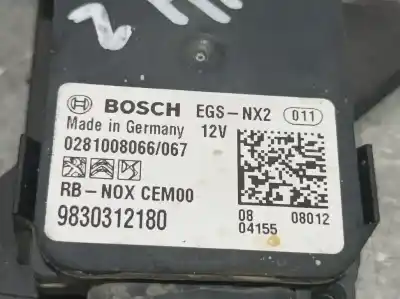 BOSCH EGS-NX2 011
Made in Germany 12V
0281008066/067
RB-NOX CEM00
9830312180
08 08012
04155